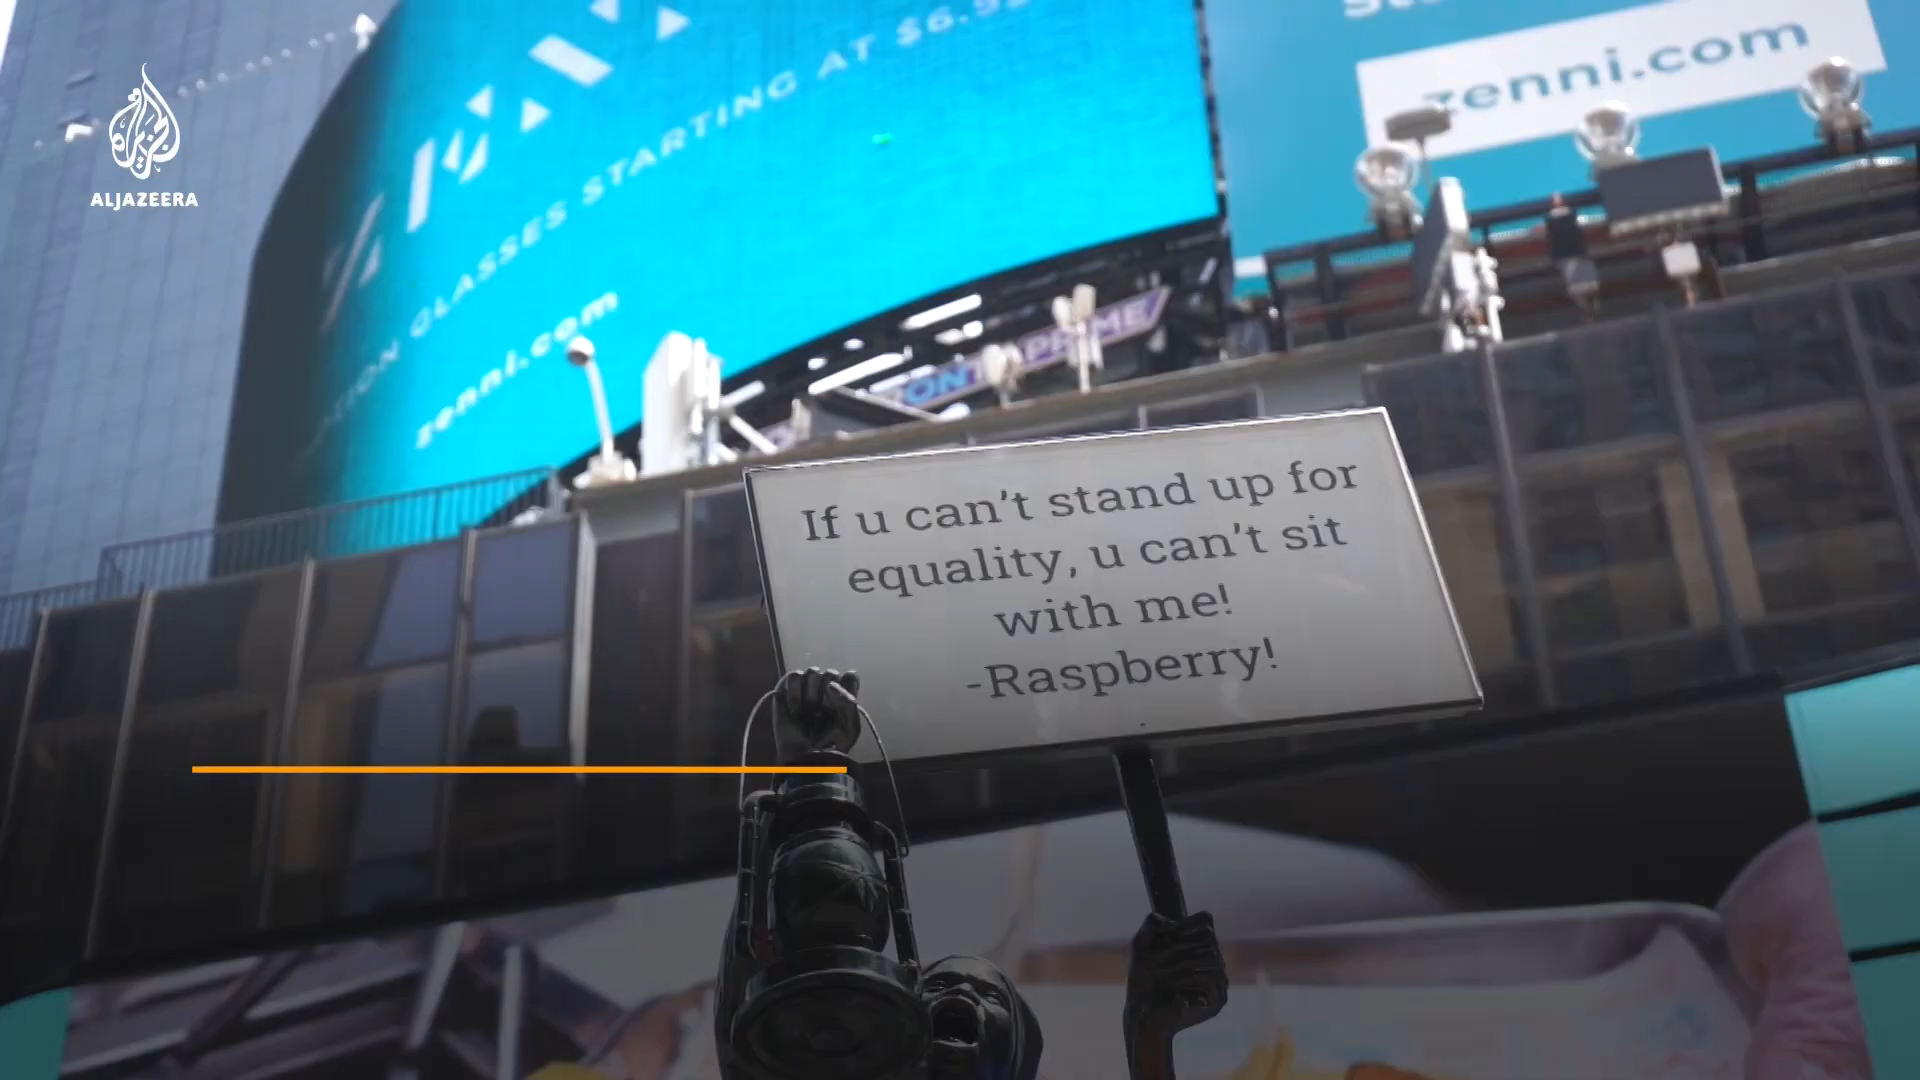 ALJAZEERA
GLASSES STARTING AT $6.9
zenni.com
zenni.com
If u can't stand up for
equality, u can't sit
with me!
-Raspberry!